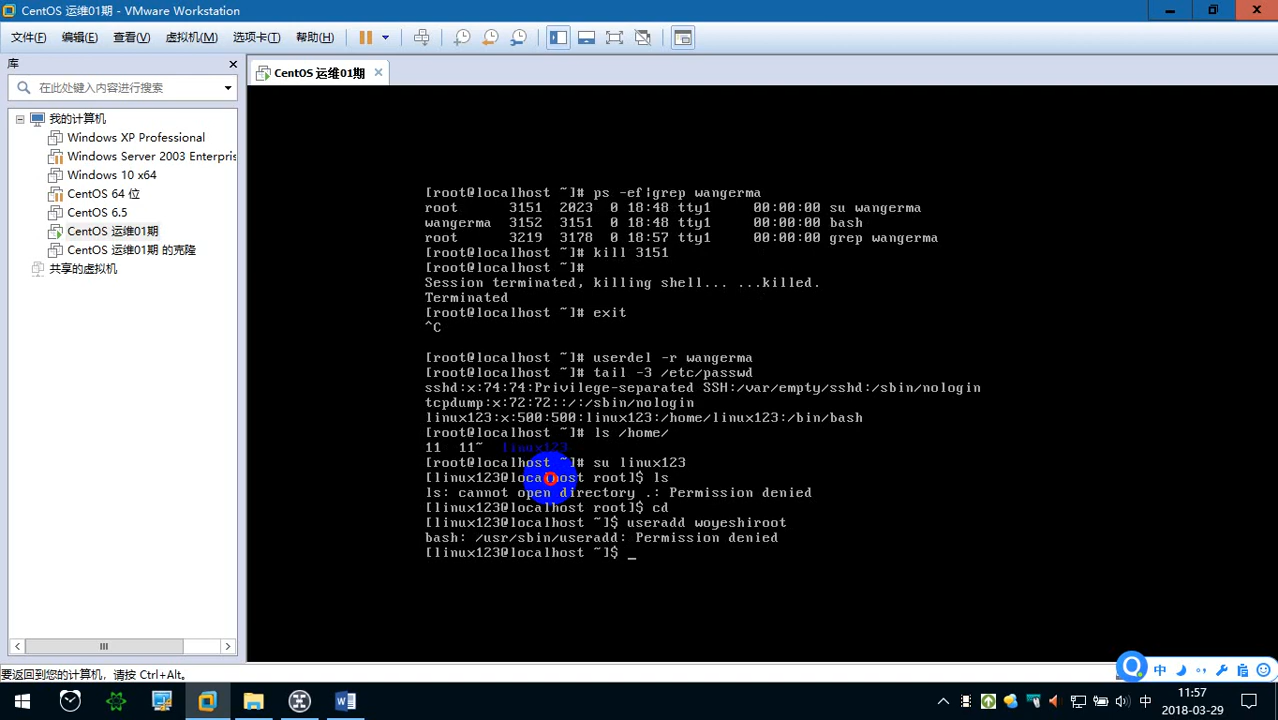 CentOS 运维01期 - VMware Workstation
文件(F) 编辑(E) 查看(V) 虚拟机(M) 选项卡(T) 帮助(H)
库
在此处键入内容进行搜索
我的计算机
Windows XP Professional
Windows Server 2003 Enterpris
Windows 10 x64
CentOS 64 位
CentOS 6.5
CentOS 运维01期
CentOS 运维01期 的克隆
共享的虚拟机
CentOS 运维01期
[root@localhost ~]# ps -ef|grep wangerma
root 3151 2023 0 18:48 tty1 00:00:00 su wangerma
wangerma 3152 3151 0 18:48 tty1 00:00:00 bash
root 3219 3178 0 18:57 tty1 00:00:00 grep wangerma
[root@localhost ~]# kill 3151
[root@localhost ~]#
Session terminated, killing shell... ...killed.
Terminated
[root@localhost ~]# exit
^C
[root@localhost ~]# userdel -r wangerma
[root@localhost ~]# tail -3 /etc/passwd
sshd:x:74:74:Privilege-separated SSH:/var/empty/sshd:/sbin/nologin
tcpdump:x:72:72::/:/sbin/nologin
linux123:x:500:500:linux123:/home/linux123:/bin/bash
[root@localhost ~]# ls /home/
11 11~ linux123
[root@localhost ~]# su linux123
[linux123@localhost root]$ ls
ls: cannot open directory .: Permission denied
[linux123@localhost root]$ cd
[linux123@localhost ~]$ useradd woyeshiroot
bash: /usr/sbin/useradd: Permission denied
[linux123@localhost ~]$ _
要返回到您的计算机，请按 Ctrl+Alt。
中
中
11:57
2018-03-29